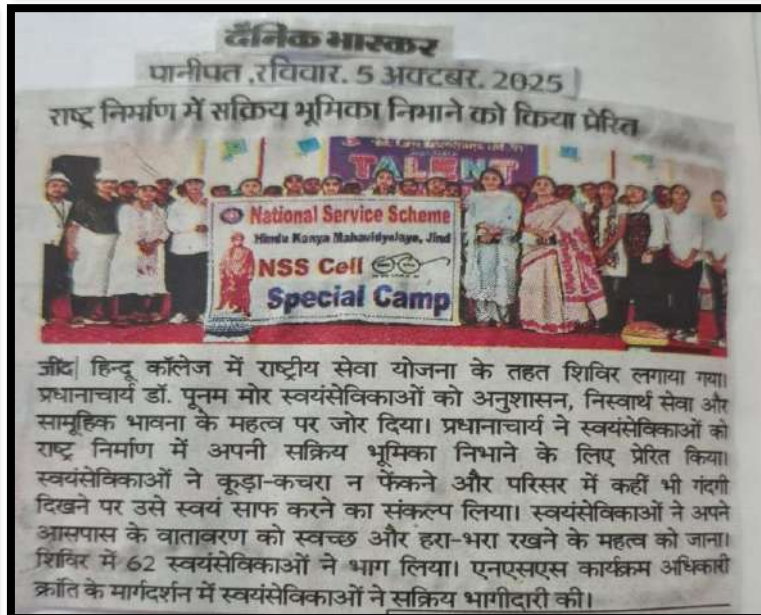 दैनिक भास्कर
पानीपत ,रविवार. 5 अक्टबर. 2025
राष्ट्र निर्माण में सक्रिय भूमिका निभाने को किया प्रेरित
TALENT
National Service Scheme
Hindu Kanya Mahavidyalaya, Jind
NSS Cell
Special Camp
जींद| हिन्दू कॉलेज में राष्ट्रीय सेवा योजना के तहत शिविर लगाया गया।
प्रधानाचार्य डॉ. पूनम मोर स्वयंसेविकाओं को अनुशासन, निस्वार्थ सेवा और
सामूहिक भावना के महत्व पर जोर दिया। प्रधानाचार्य ने स्वयंसेविकाओं को
राष्ट्र निर्माण में अपनी सक्रिय भूमिका निभाने के लिए प्रेरित किया।
स्वयंसेविकाओं ने कूड़ा-कचरा न फेंकने और परिसर में कहीं भी गंदगी
दिखने पर उसे स्वयं साफ करने का संकल्प लिया। स्वयंसेविकाओं ने अपने
आसपास के वातावरण को स्वच्छ और हरा-भरा रखने के महत्व को जाना।
शिविर में 62 स्वयंसेविकाओं ने भाग लिया। एनएसएस कार्यक्रम अधिकारी
क्रांति के मार्गदर्शन में स्वयंसेविकाओं ने सक्रिय भागीदारी की।